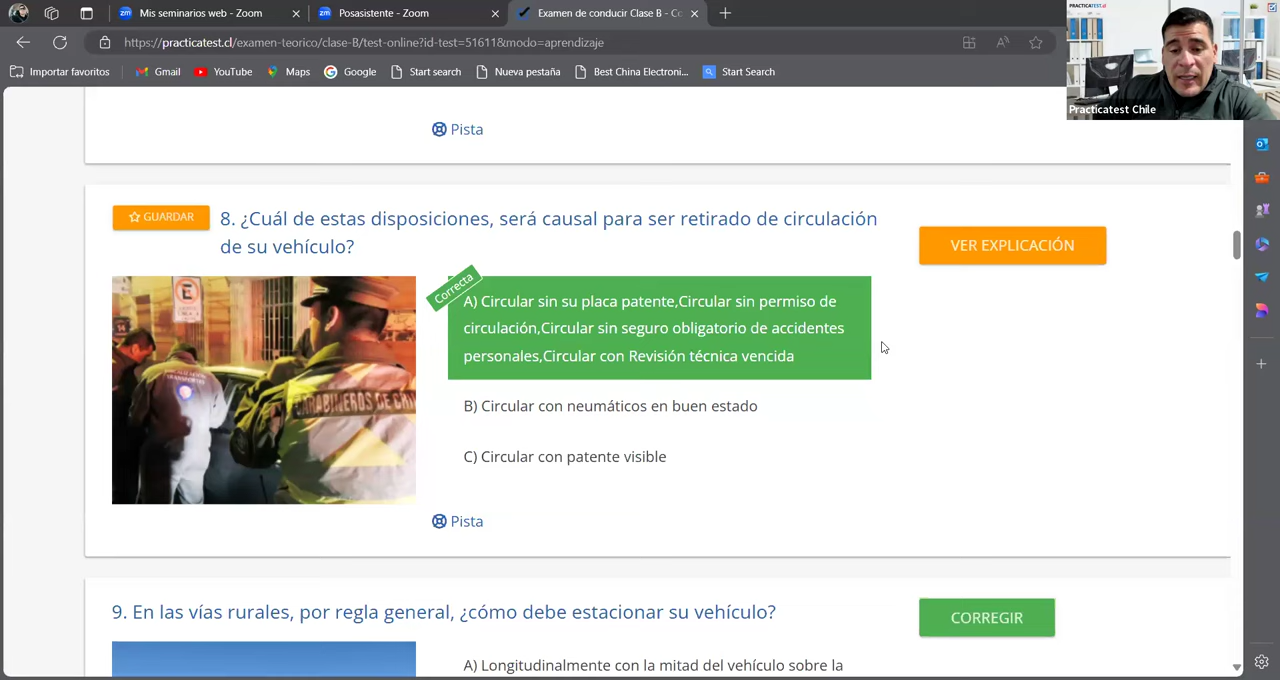 Mis seminarios web - Zoom
Posasistente - Zoom
Examen de conducir Clase B - Co
https://practicatest.cl/examen-teorico/clase-B/test-online?id-test=51611&modo=aprendizaje
Importar favoritos
Gmail
YouTube
Maps
Google
Start search
Nueva pestaña
Best China Electroni...
Start Search
PRACTICATEST.cl
Practicatest Chile
Pista
GUARDAR
8. ¿Cuál de estas disposiciones, será causal para ser retirado de circulación
de su vehículo?
VER EXPLICACIÓN
Correcta
A) Circular sin su placa patente,Circular sin permiso de
circulación,Circular sin seguro obligatorio de accidentes
personales,Circular con Revisión técnica vencida
B) Circular con neumáticos en buen estado
C) Circular con patente visible
CARABINEROS DE CHI
Pista
9. En las vías rurales, por regla general, ¿cómo debe estacionar su vehículo?
CORREGIR
A) Longitudinalmente con la mitad del vehículo sobre la